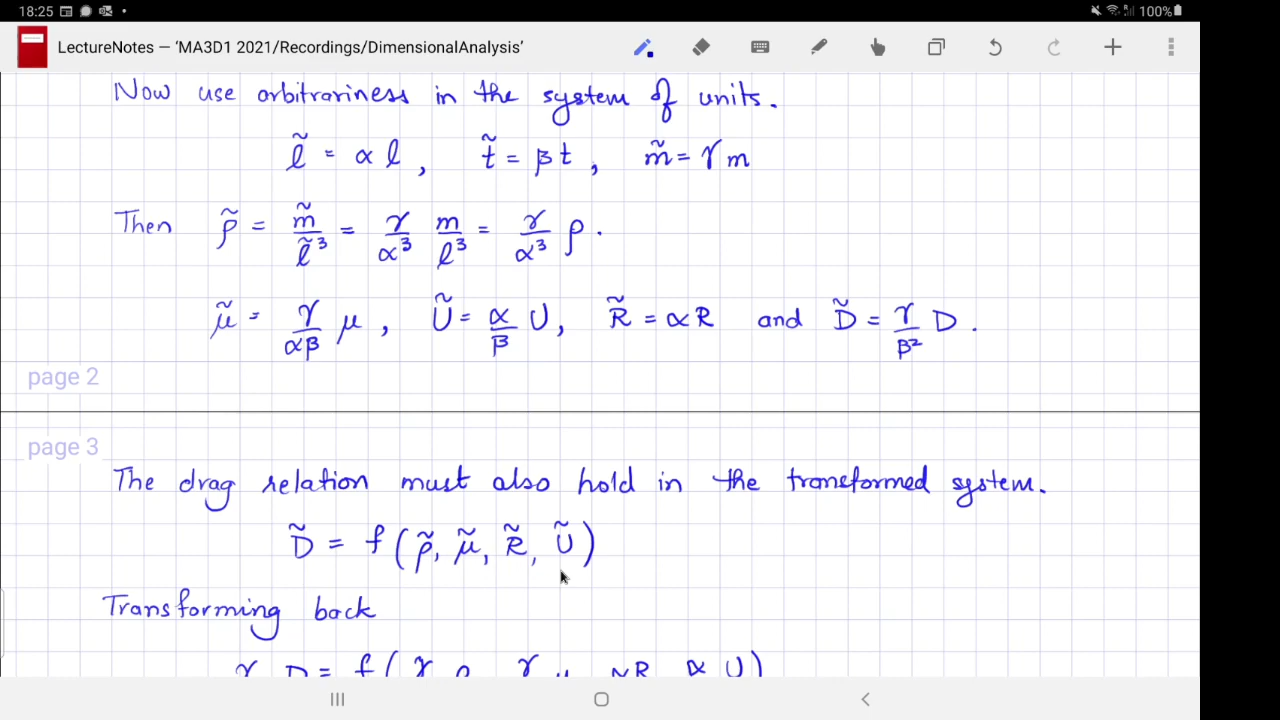 18:25 100%
LectureNotes — ‘MA3D1 2021/Recordings/DimensionalAnalysis’
Now use arbitrariness in the system of units.
l̃ = α l , t̃ = β t , m̃ = γ m
Then ρ̃ = m̃/l̃³ = γ/α³ m/l³ = γ/α³ ρ .
μ̃ = γ/αβ μ , Ũ = α/β U , R̃ = α R and D̃ = γ/β² D .
page 2
page 3
The drag relation must also hold in the transformed system.
D̃ = f ( ρ̃, μ̃, R̃, Ũ )
Transforming back
γ D = f ( γ ρ γ μ αR α U )